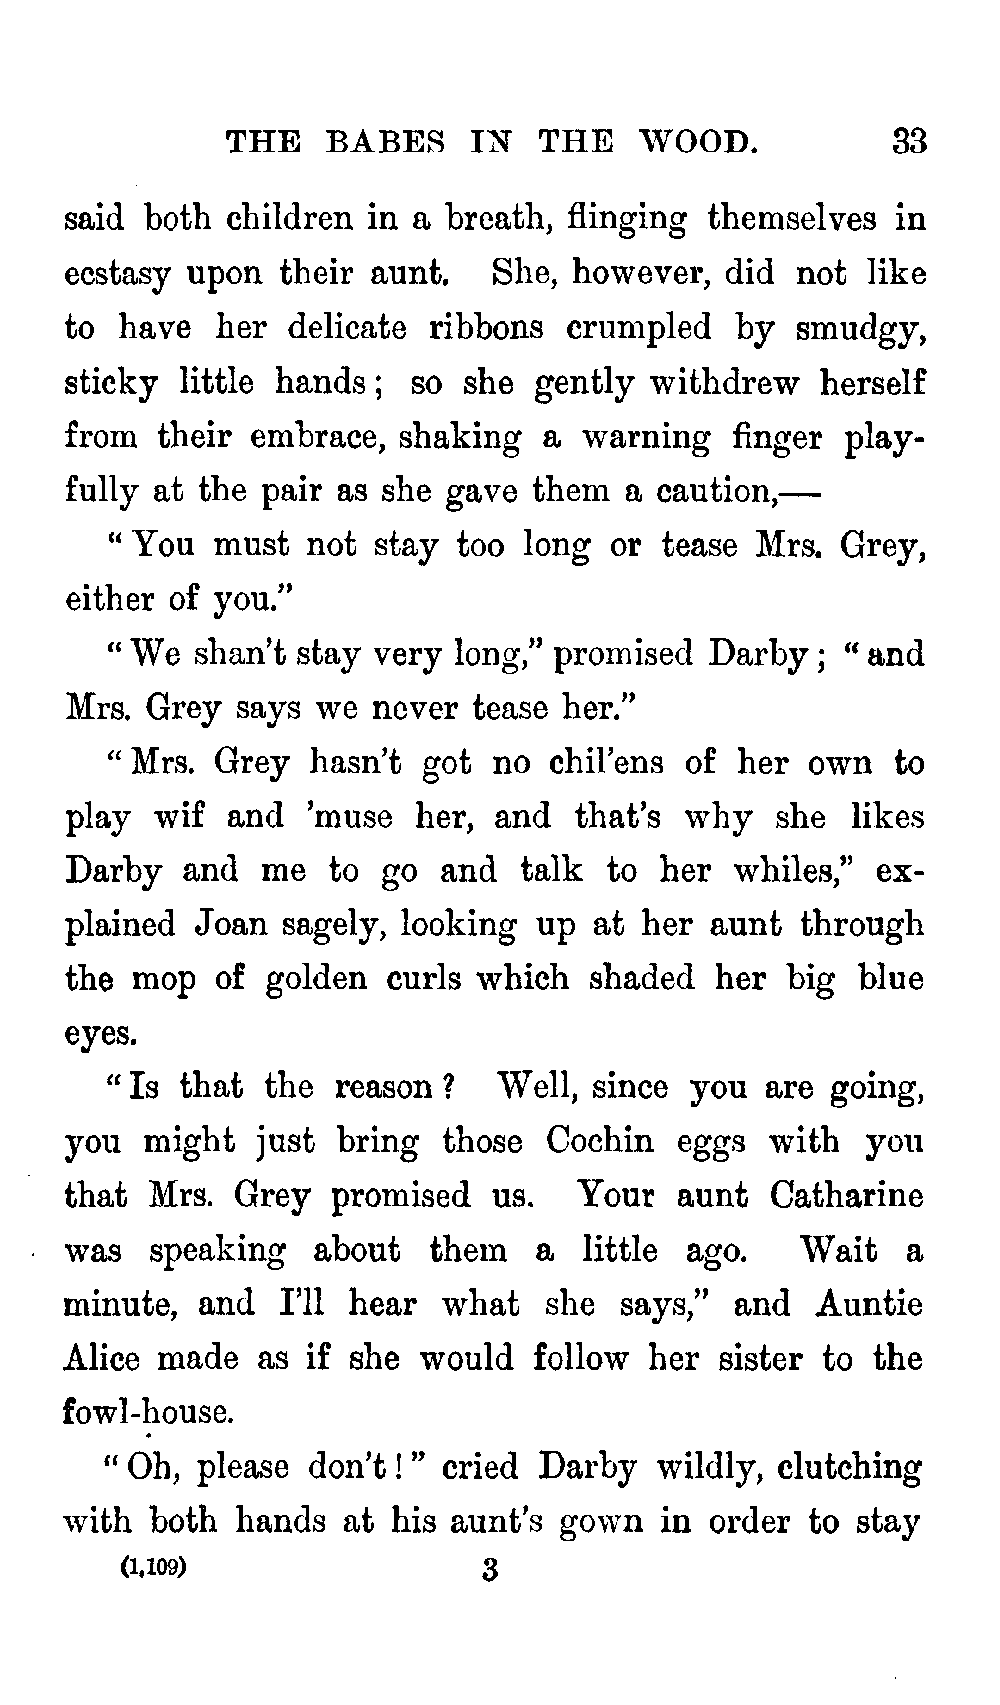 THE BABES IN THE WOOD. 33
said both children in a breath, flinging themselves in
ecstasy upon their aunt. She, however, did not like
to have her delicate ribbons crumpled by smudgy,
sticky little hands; so she gently withdrew herself
from their embrace, shaking a warning finger play-
fully at the pair as she gave them a caution,—
"You must not stay too long or tease Mrs. Grey,
either of you."
"We shan't stay very long," promised Darby; "and
Mrs. Grey says we never tease her."
"Mrs. Grey hasn't got no chil'ens of her own to
play wif and 'muse her, and that's why she likes
Darby and me to go and talk to her whiles," ex-
plained Joan sagely, looking up at her aunt through
the mop of golden curls which shaded her big blue
eyes.
"Is that the reason? Well, since you are going,
you might just bring those Cochin eggs with you
that Mrs. Grey promised us. Your aunt Catharine
was speaking about them a little ago. Wait a
minute, and I'll hear what she says," and Auntie
Alice made as if she would follow her sister to the
fowl-house.
"Oh, please don't!" cried Darby wildly, clutching
with both hands at his aunt's gown in order to stay
(1,109) 3